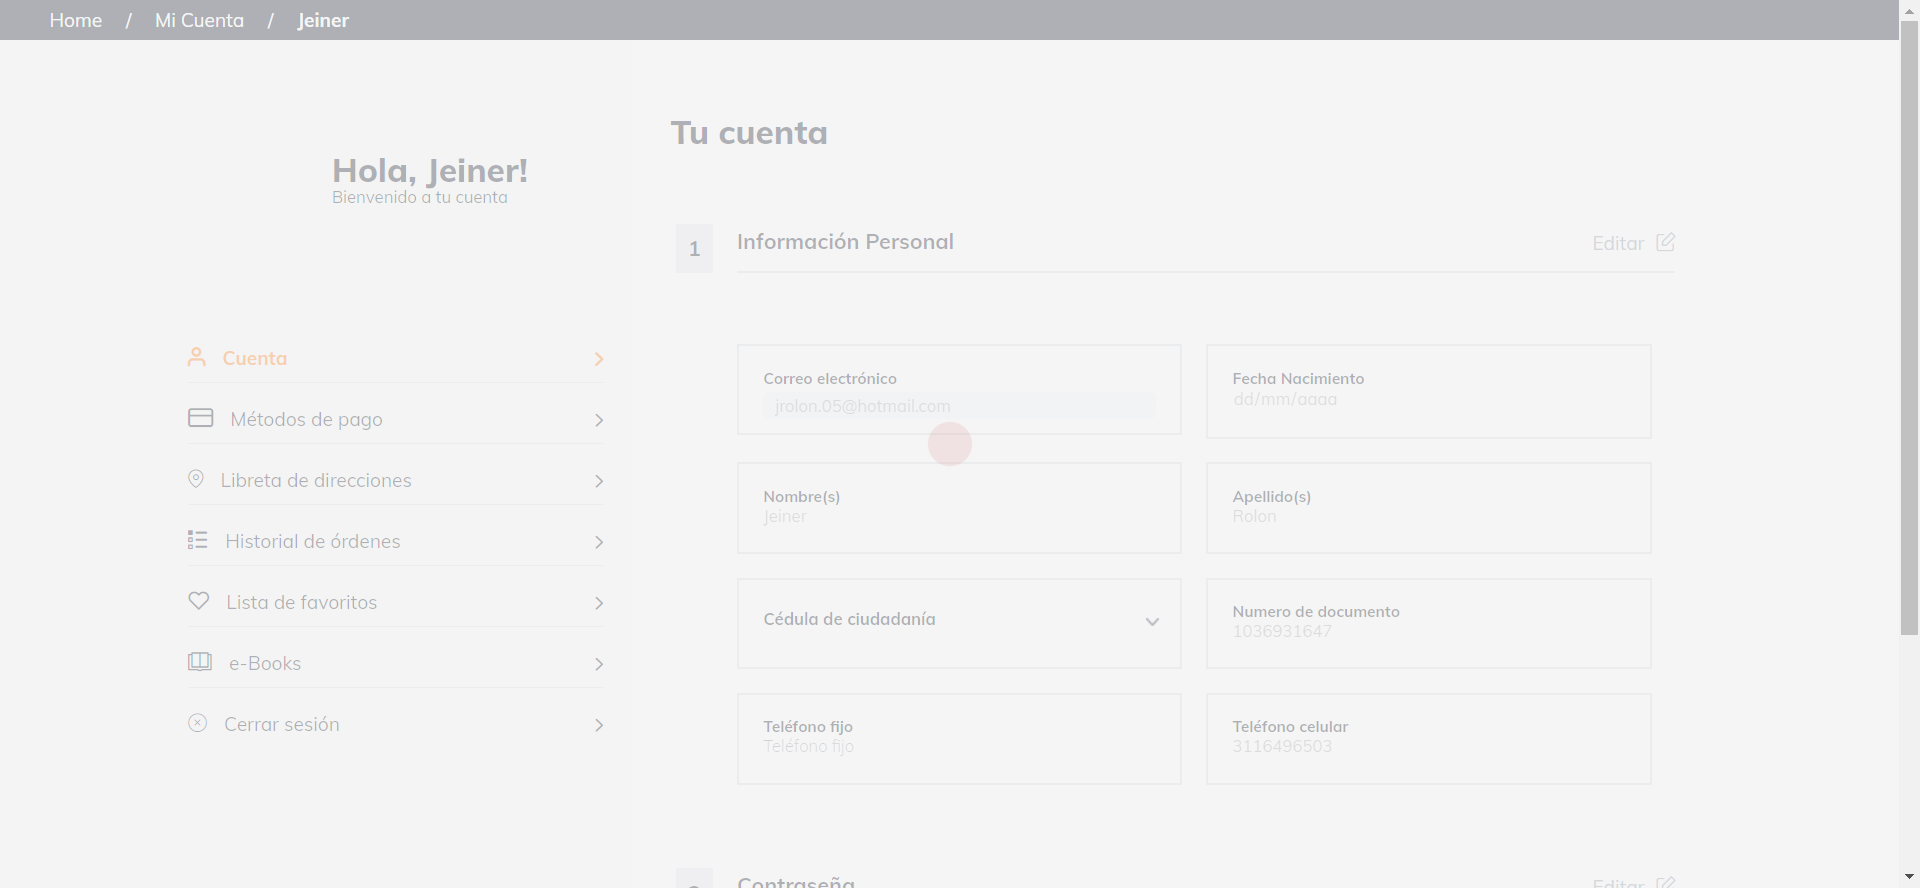 Home / Mi Cuenta / Jeiner
Hola, Jeiner!
Bienvenido a tu cuenta
Cuenta
Métodos de pago
Libreta de direcciones
Historial de órdenes
Lista de favoritos
e-Books
Cerrar sesión
Tu cuenta
1 Información Personal Editar
Correo electrónico
jrolon.05@hotmail.com
Fecha Nacimiento
dd/mm/aaaa
Nombre(s)
Jeiner
Apellido(s)
Rolon
Cédula de ciudadanía
Numero de documento
1036931647
Teléfono fijo
Teléfono fijo
Teléfono celular
3116496503
Contraseña Editar